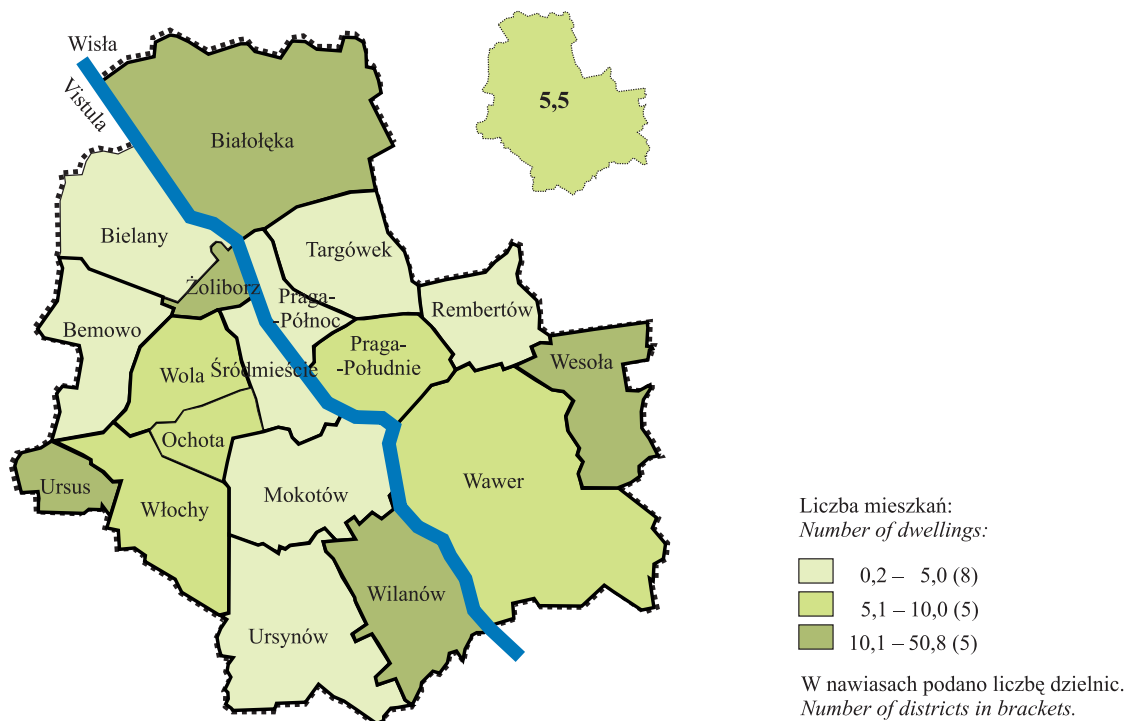 Wisła
Vistula
5,5
Białołęka
Bielany
Targówek
Żoliborz
Praga-
-Północ
Rembertów
Bemowo
Praga-
-Południe
Wesoła
Wola
Śródmieście
Ochota
Ursus
Włochy
Mokotów
Wawer
Wilanów
Ursynów
Liczba mieszkań:
Number of dwellings:
0,2 – 5,0 (8)
5,1 – 10,0 (5)
10,1 – 50,8 (5)
W nawiasach podano liczbę dzielnic.
Number of districts in brackets.